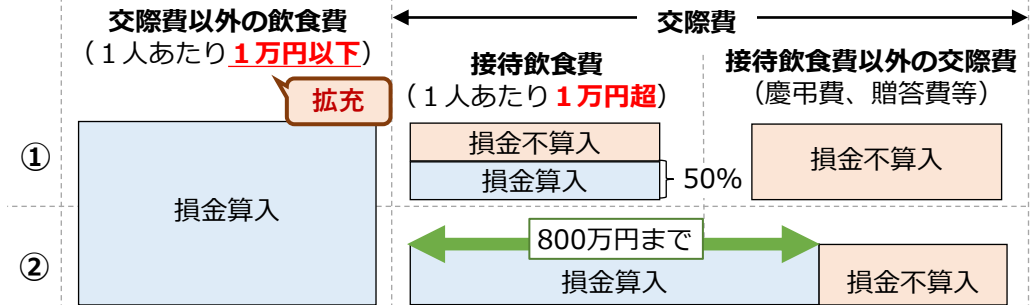 交際費以外の飲食費
（１人あたり１万円以下）
拡充
交際費
接待飲食費
（１人あたり１万円超）
接待飲食費以外の交際費
（慶弔費、贈答費等）
①
損金算入
損金不算入
損金算入
50%
損金不算入
②
800万円まで
損金算入
損金不算入